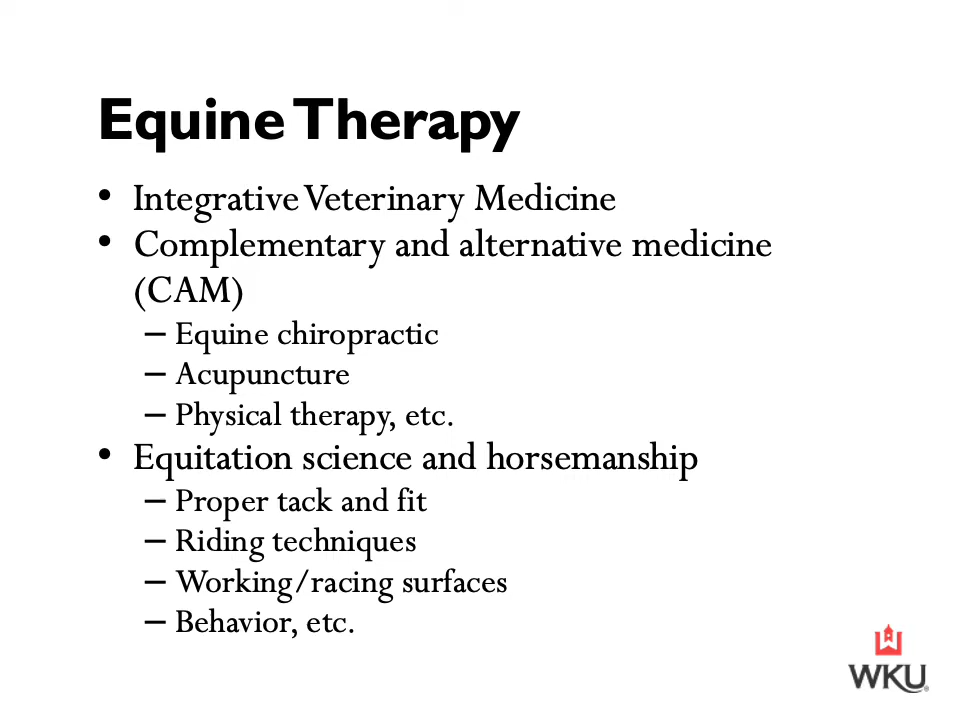 Equine Therapy
• Integrative Veterinary Medicine
• Complementary and alternative medicine
(CAM)
– Equine chiropractic
– Acupuncture
– Physical therapy, etc.
• Equitation science and horsemanship
– Proper tack and fit
– Riding techniques
– Working/racing surfaces
– Behavior, etc.
WKU®